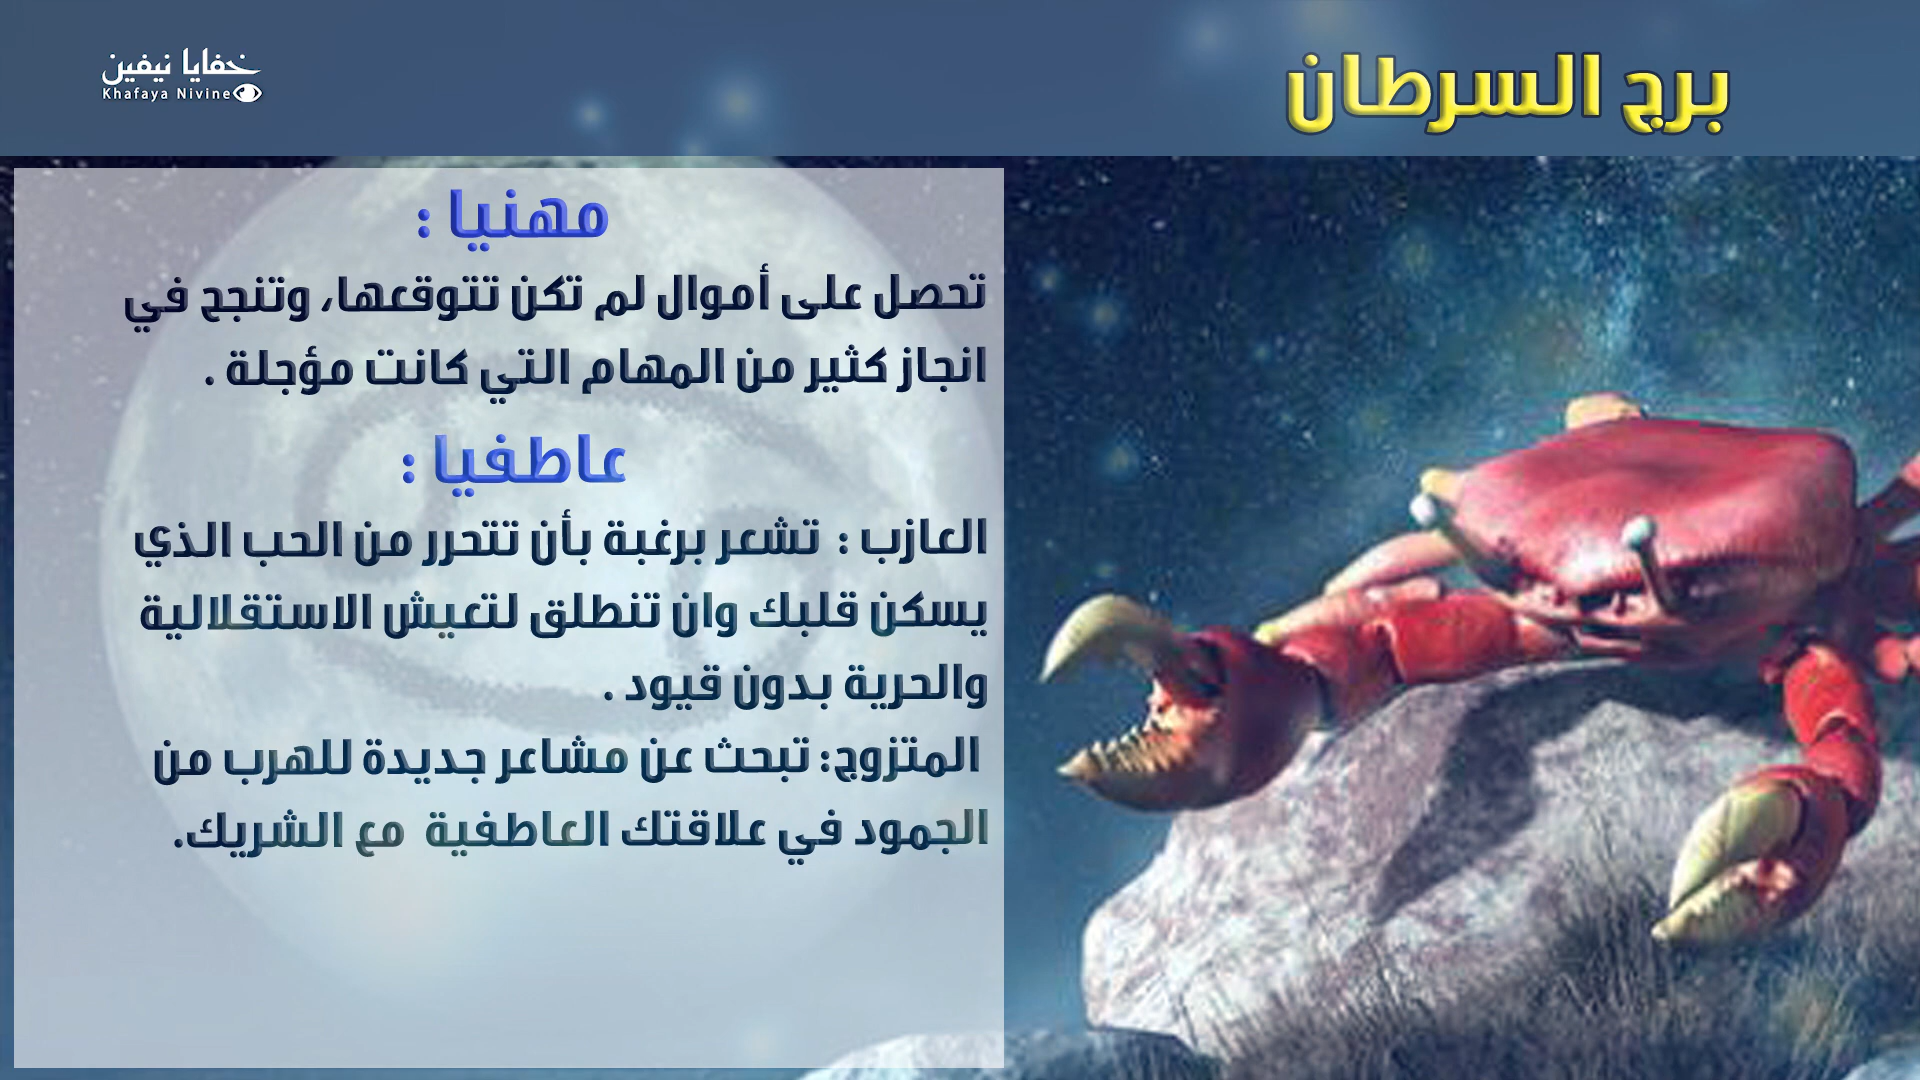 برج السرطان
خفايا نيفين
Khafaya Nivine
مهنيا :
تحصل على أموال لم تكن تتوقعها، وتنجح في
انجاز كثير من المهام التي كانت مؤجلة .
عاطفيا :
العازب : تشعر برغبة بأن تتحرر من الحب الذي
يسكن قلبك وان تنطلق لتعيش الاستقلالية
والحرية بدون قيود .
المتزوج: تبحث عن مشاعر جديدة للهرب من
الجمود في علاقتك العاطفية مع الشريك.